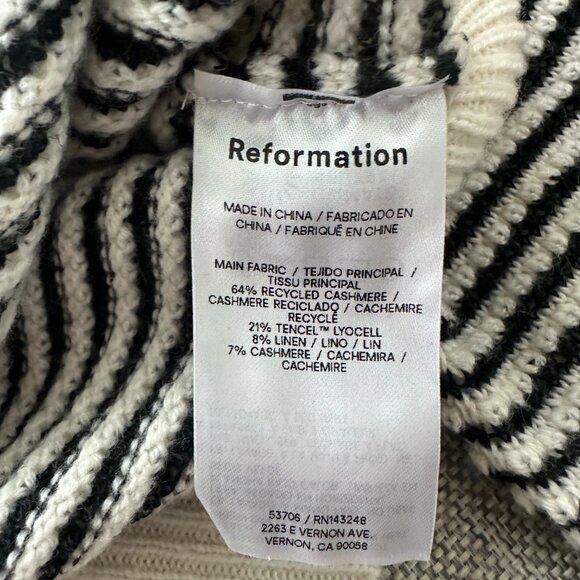 Reformation
MADE IN CHINA / FABRICADO EN
CHINA / FABRIQUÉ EN CHINE
MAIN FABRIC / TEJIDO PRINCIPAL /
TISSU PRINCIPAL
64% RECYCLED CASHMERE /
CASHMERE RECICLADO / CACHEMIRE
RECYCLÉ
21% TENCEL™ LYOCELL
8% LINEN / LINO / LIN
7% CASHMERE / CACHEMIRA /
CACHEMIRE
53706 / RN143248
2263 E VERNON AVE.
VERNON, CA 90058